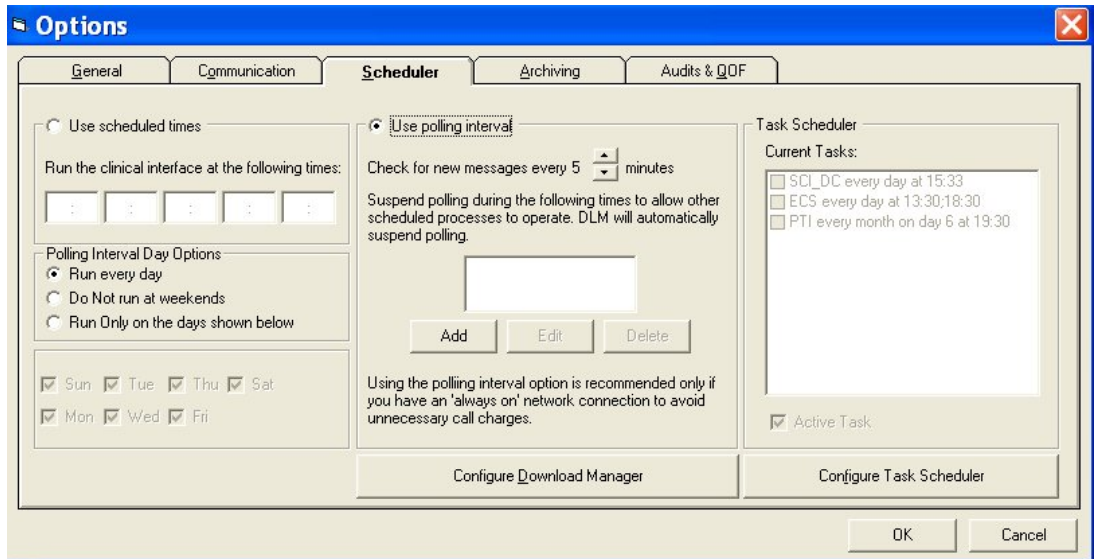 Options
General
Communication
Scheduler
Archiving
Audits & QOF
Use scheduled times
Run the clinical interface at the following times:
: : : : :
Polling Interval Day Options
Run every day
Do Not run at weekends
Run Only on the days shown below
Sun Tue Thu Sat
Mon Wed Fri
Use polling interval
Check for new messages every 5 minutes
Suspend polling during the following times to allow other
scheduled processes to operate. DLM will automatically
suspend polling.
Add Edit Delete
Using the polliing interval option is recommended only if
you have an 'always on' network connection to avoid
unnecessary call charges.
Configure Download Manager
Task Scheduler
Current Tasks:
SCI_DC every day at 15:33
ECS every day at 13:30;18:30
PTI every month on day 6 at 19:30
Active Task
Configure Task Scheduler
OK Cancel